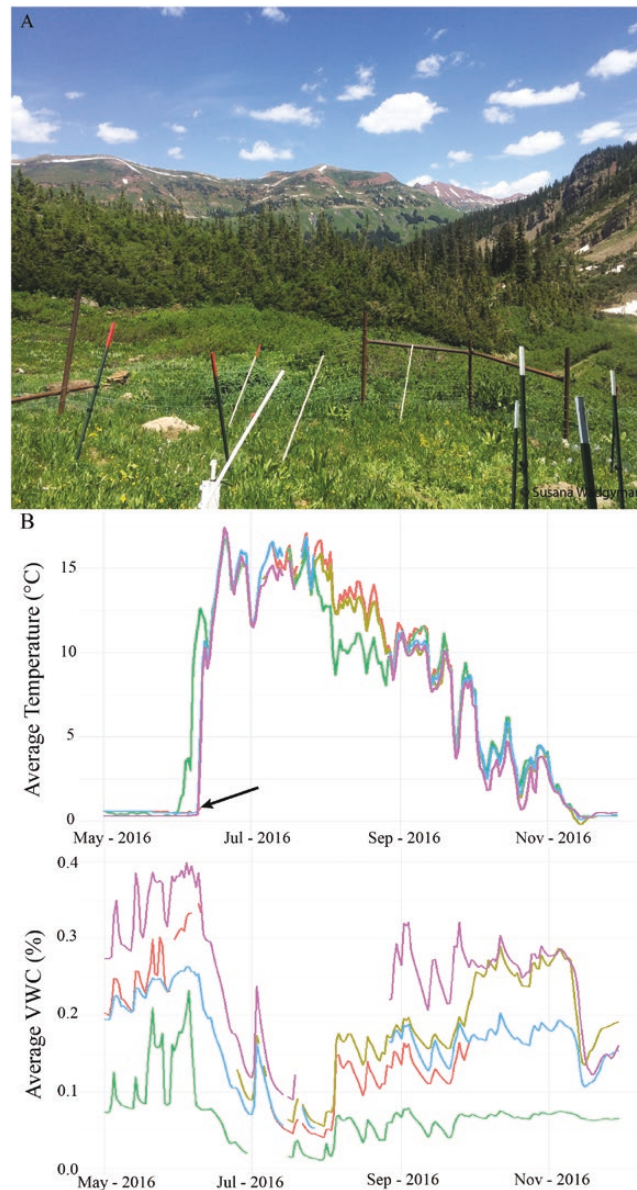 A
© Susana Wadgymar
B
Average Temperature (°C)
15
10
5
0
May - 2016 Jul - 2016 Sep - 2016 Nov - 2016
Average VWC (%)
0.4
0.3
0.2
0.1
0.0
May - 2016 Jul - 2016 Sep - 2016 Nov - 2016